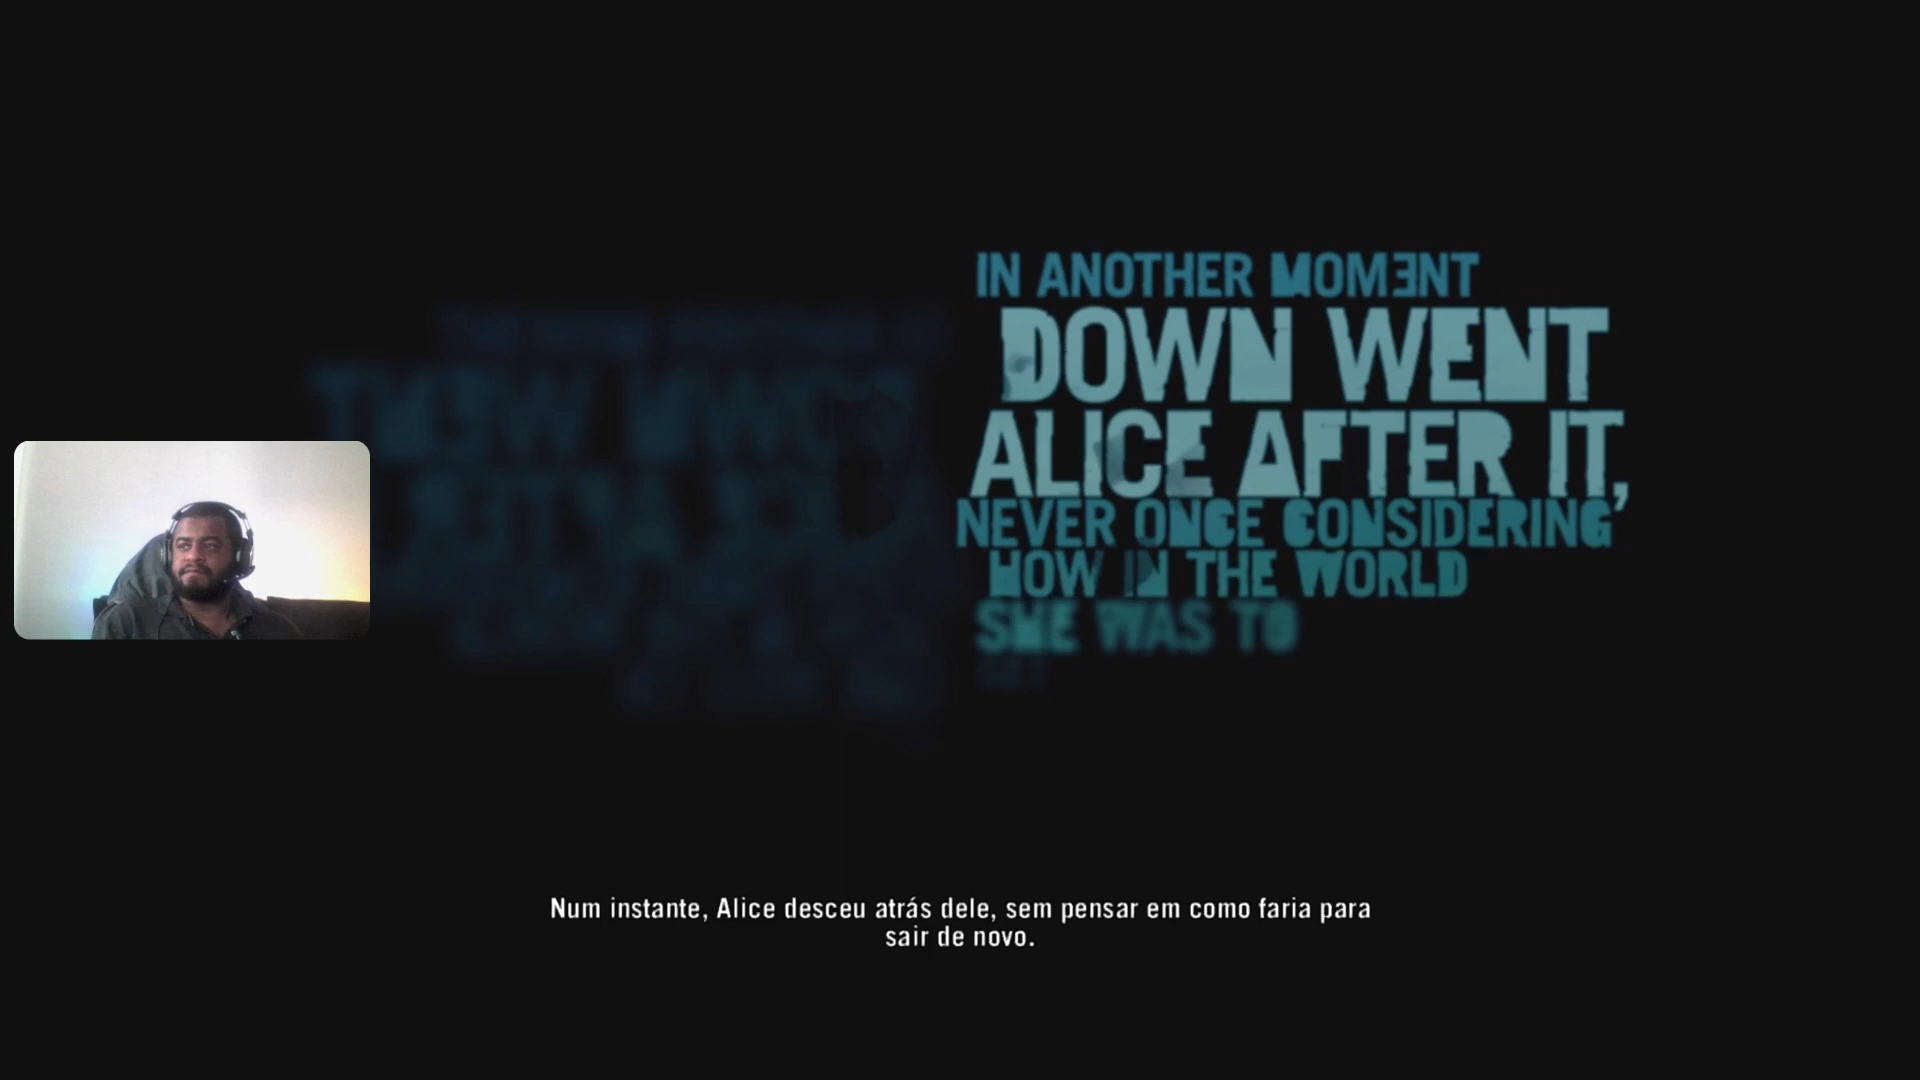 IN ANOTHER MOMENT
DOWN WENT
ALICE AFTER IT,
NEVER ONCE CONSIDERING
HOW IN THE WORLD
SHE WAS TO
Num instante, Alice desceu atrás dele, sem pensar em como faria para
sair de novo.